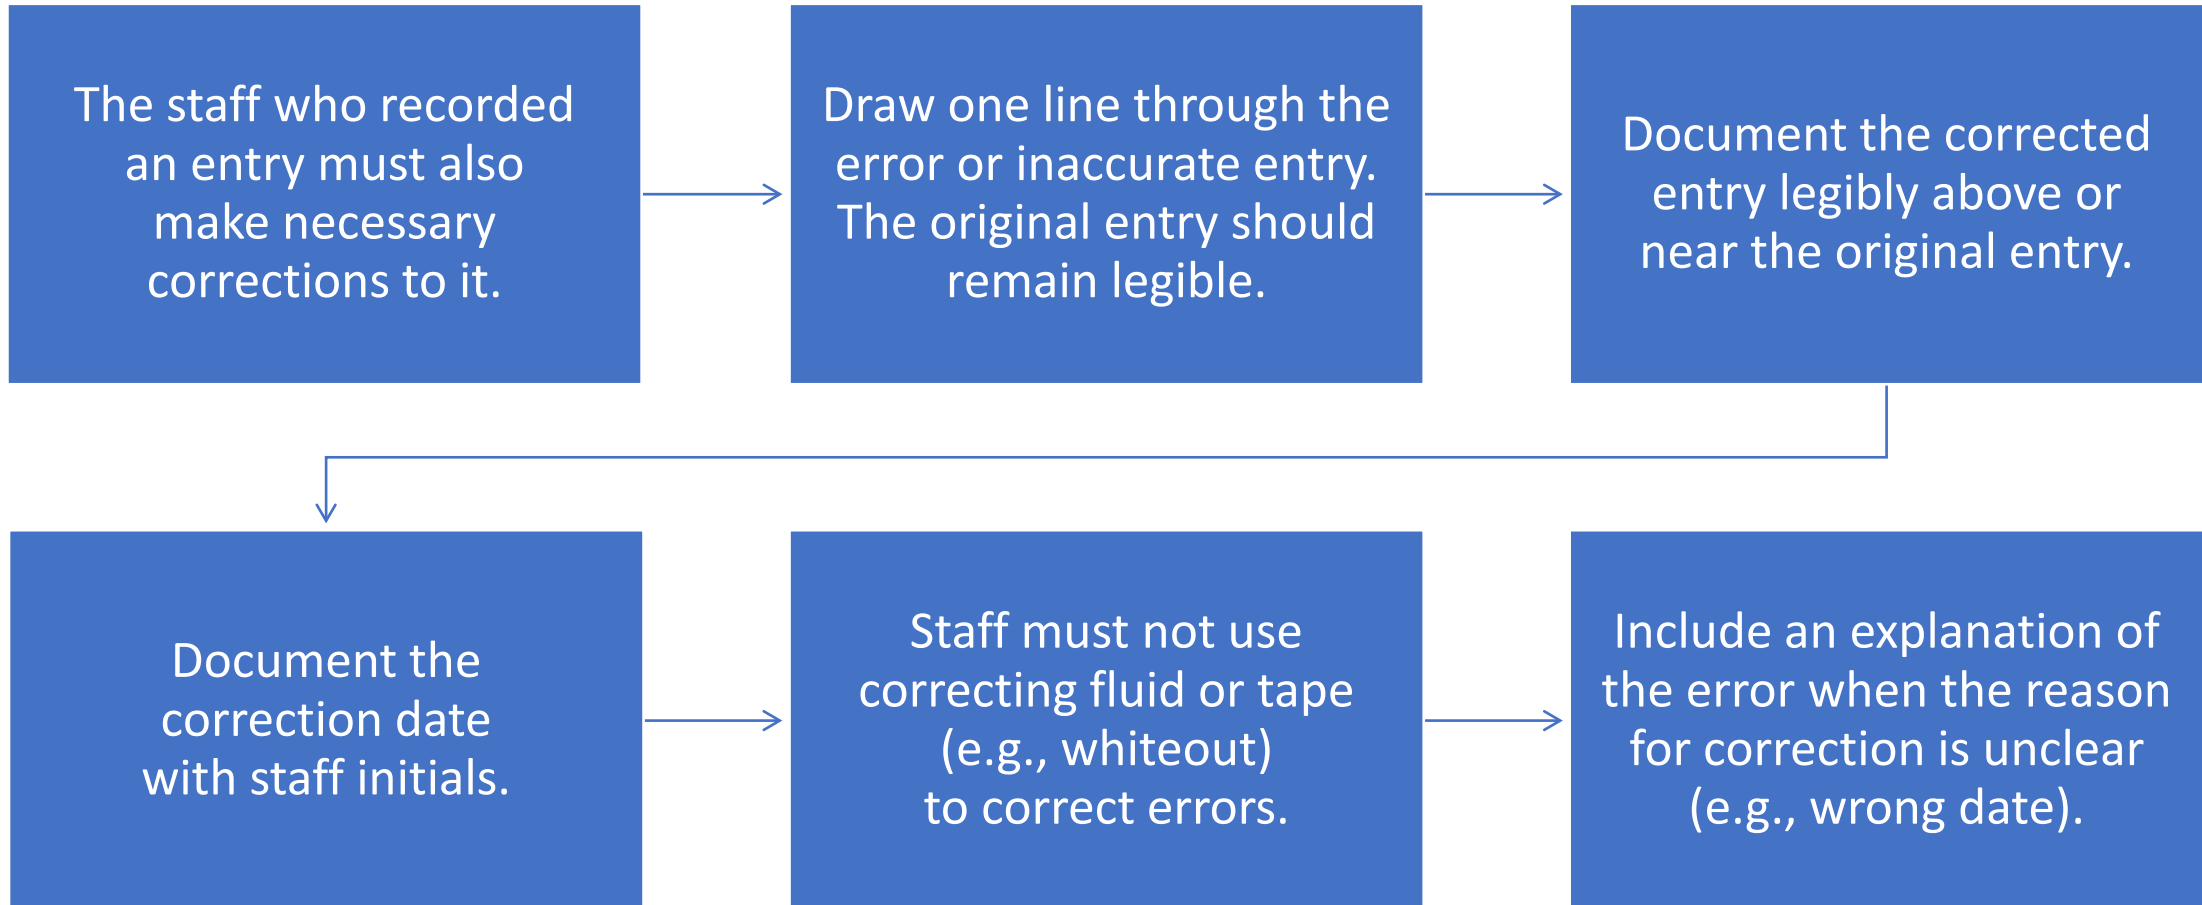 The staff who recorded
an entry must also
make necessary
corrections to it.
Draw one line through the
error or inaccurate entry.
The original entry should
remain legible.
Document the corrected
entry legibly above or
near the original entry.
Document the
correction date
with staff initials.
Staff must not use
correcting fluid or tape
(e.g., whiteout)
to correct errors.
Include an explanation of
the error when the reason
for correction is unclear
(e.g., wrong date).